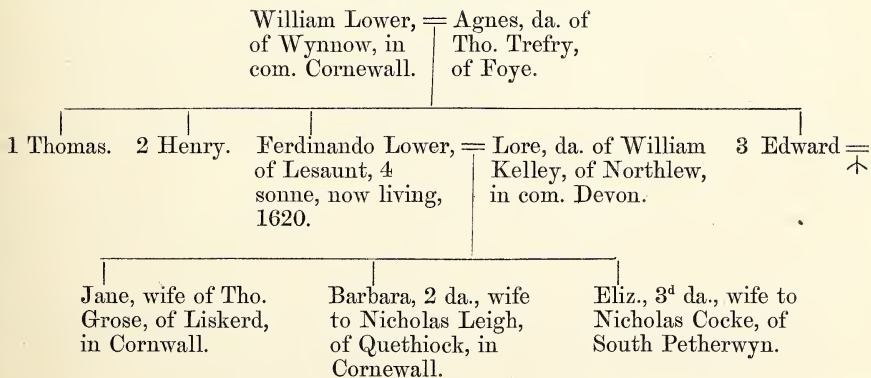 William Lower, = Agnes, da. of
of Wynnow, in Tho. Trefry,
com. Cornewall. of Foye.
1 Thomas. 2 Henry. Ferdinando Lower, = Lore, da. of William 3 Edward =
of Lesaunt, 4 Kelley, of Northlew,
sonne, now living, in com. Devon.
1620.
Jane, wife of Tho. Barbara, 2 da., wife Eliz., 3d da., wife to
Grose, of Liskerd, to Nicholas Leigh, Nicholas Cocke, of
in Cornwall. of Quethiock, in South Petherwyn.
Cornewall.